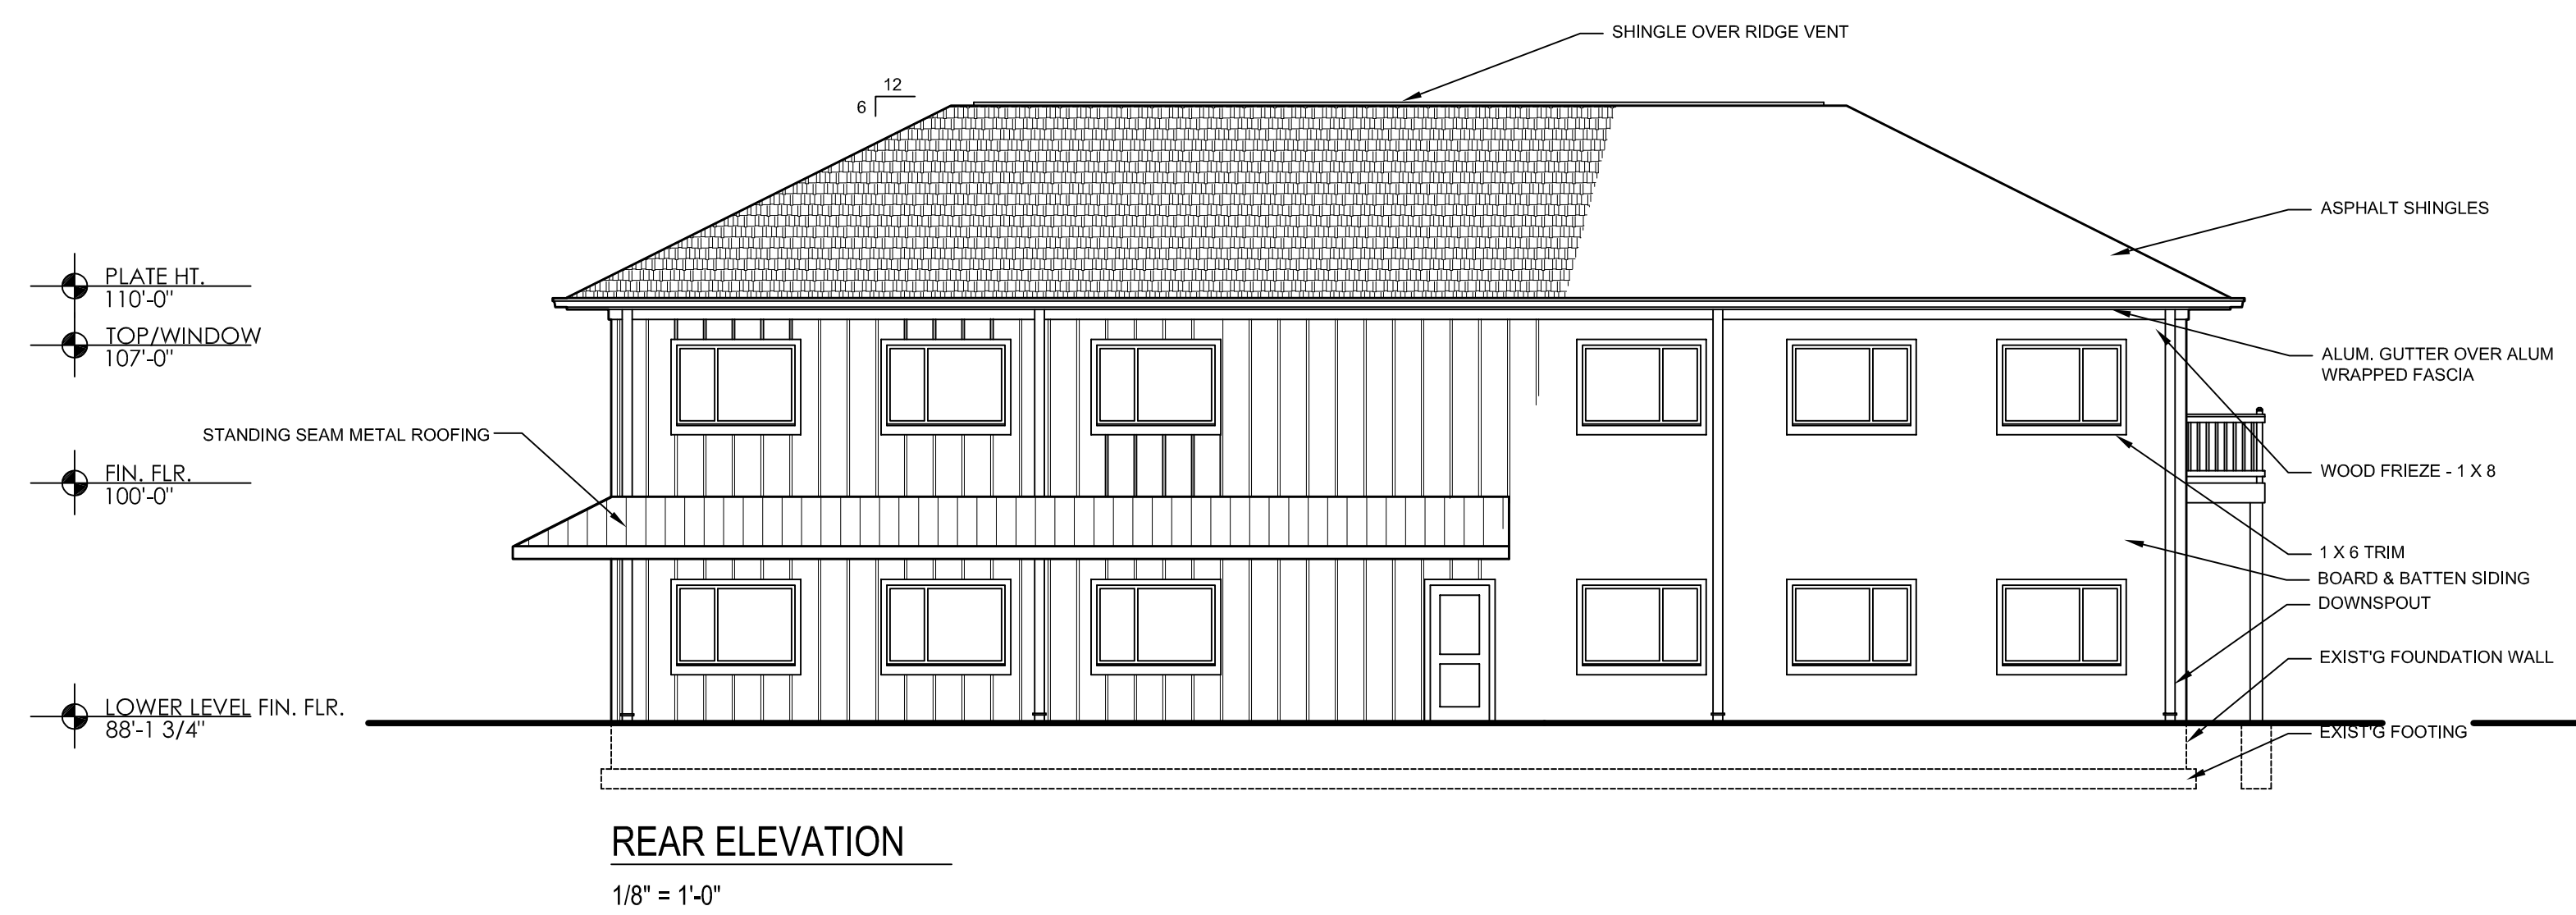 SHINGLE OVER RIDGE VENT
12
6
ASPHALT SHINGLES
PLATE HT.
110'-0"
TOP/WINDOW
107'-0"
ALUM. GUTTER OVER ALUM
WRAPPED FASCIA
STANDING SEAM METAL ROOFING
FIN. FLR.
100'-0"
WOOD FRIEZE - 1 X 8
1 X 6 TRIM
BOARD & BATTEN SIDING
DOWNSPOUT
EXIST'G FOUNDATION WALL
LOWER LEVEL FIN. FLR.
88'-1 3/4"
EXIST'G FOOTING
REAR ELEVATION
1/8" = 1'-0"